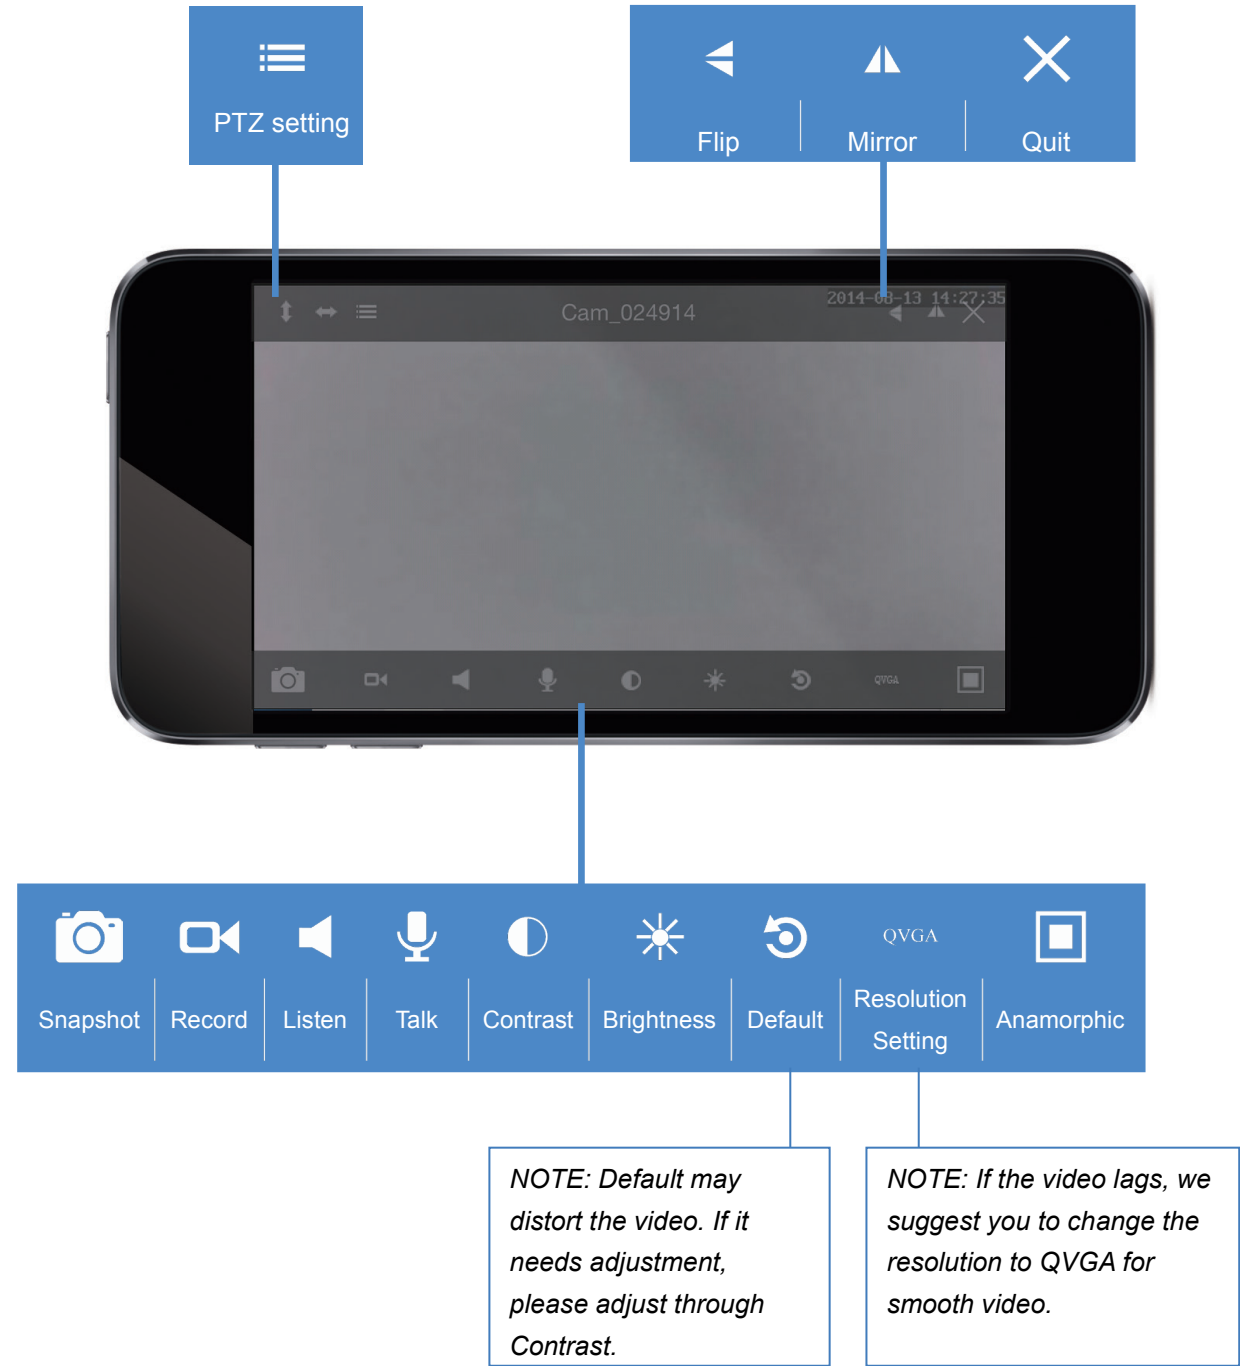 PTZ setting
Flip
Mirror
Quit
Cam_024914
2014-08-13 14:27:35
QVGA
QVGA
Snapshot
Record
Listen
Talk
Contrast
Brightness
Default
Resolution
Setting
Anamorphic
NOTE: Default may
distort the video. If it
needs adjustment,
please adjust through
Contrast.
NOTE: If the video lags, we
suggest you to change the
resolution to QVGA for
smooth video.